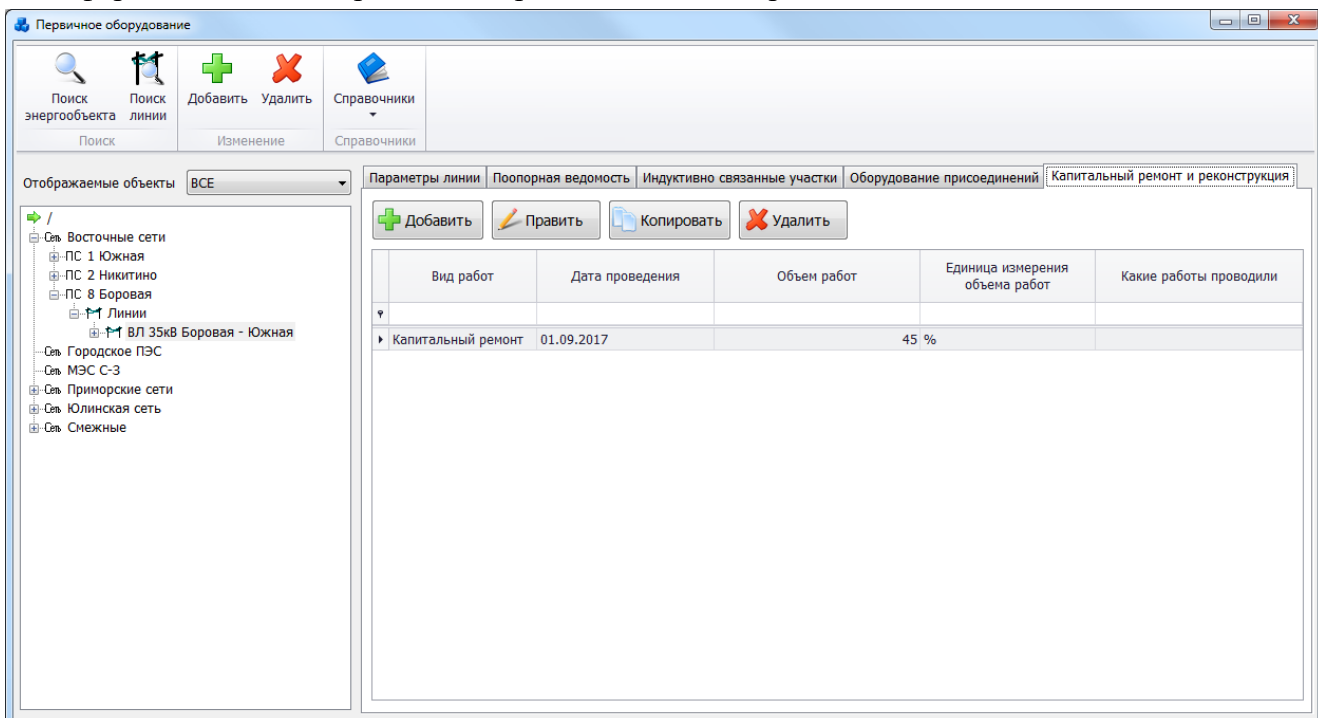 Первичное оборудование
Поиск энергообъекта
Поиск линии
Добавить
Удалить
Справочники
Поиск
Изменение
Справочники
Отображаемые объекты
ВСЕ
/
Сеть Восточные сети
ПС 1 Южная
ПС 2 Никитино
ПС 8 Боровая
Линии
ВЛ 35кВ Боровая - Южная
Сеть Городское ПЭС
Сеть МЭС С-З
Сеть Приморские сети
Сеть Юлинская сеть
Сеть Смежные
Параметры линии
Поопорная ведомость
Индуктивно связанные участки
Оборудование присоединений
Капитальный ремонт и реконструкция
Добавить
Править
Копировать
Удалить
Вид работ
Дата проведения
Объем работ
Единица измерения
объема работ
Какие работы проводили
Капитальный ремонт 01.09.2017 45 %